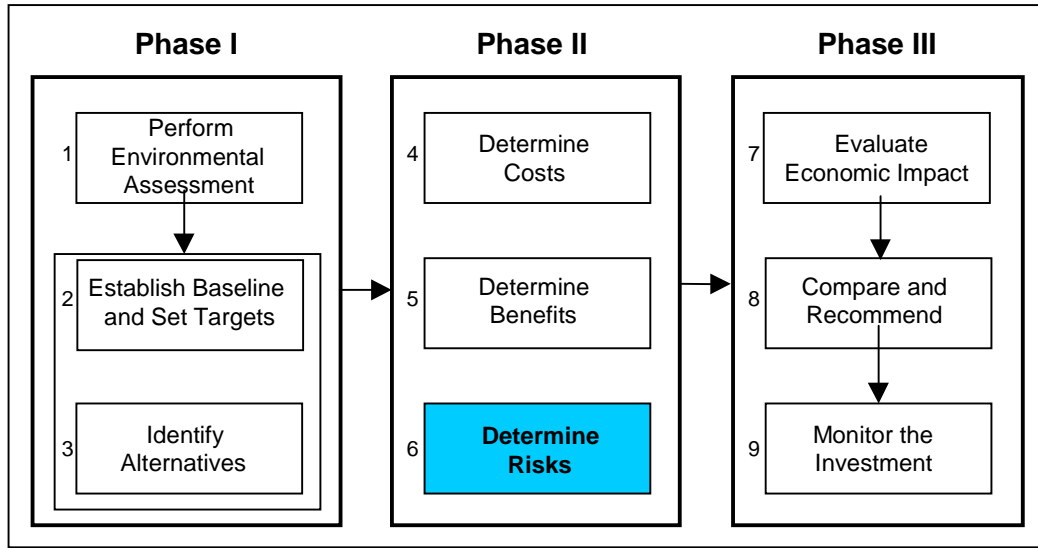 Phase I
Phase II
Phase III
1
Perform
Environmental
Assessment
2
Establish Baseline
and Set Targets
3
Identify
Alternatives
4
Determine
Costs
5
Determine
Benefits
6
Determine
Risks
7
Evaluate
Economic Impact
8
Compare and
Recommend
9
Monitor the
Investment